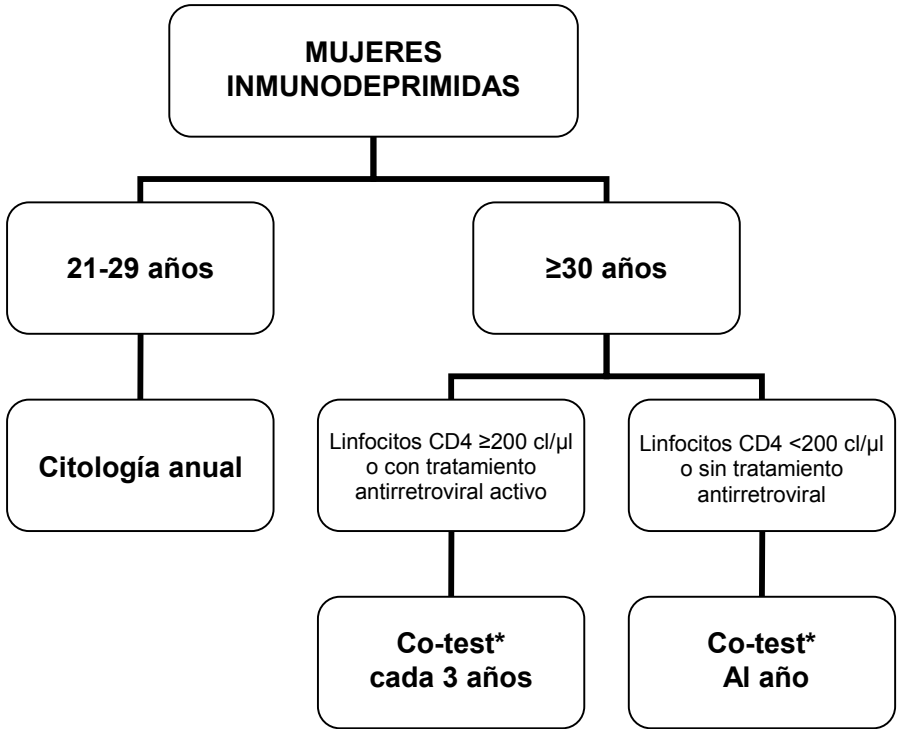 MUJERES
INMUNODEPRIMIDAS
21-29 años
≥30 años
Citología anual
Linfocitos CD4 ≥200 cl/µl
o con tratamiento
antirretroviral activo
Linfocitos CD4 <200 cl/µl
o sin tratamiento
antirretroviral
Co-test*
cada 3 años
Co-test*
Al año